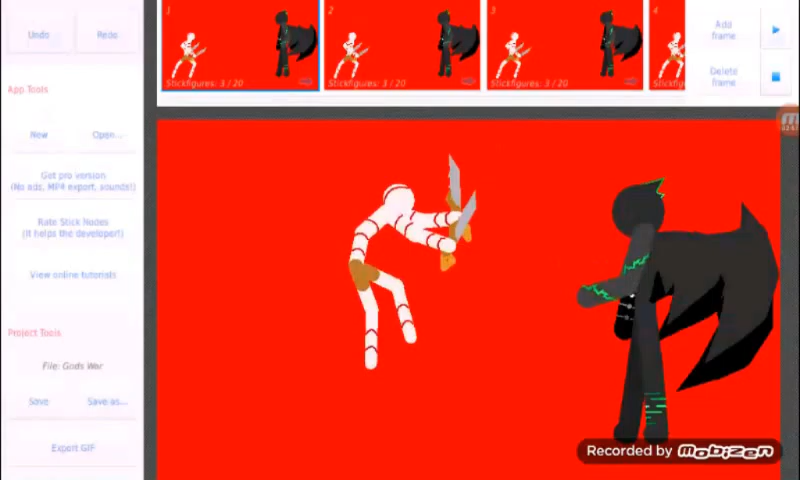 Undo Redo
App Tools
New Open...
Get pro version
(No ads, MP4 export, sounds!)
Rate Stick Nodes
(It helps the developer!)
View online tutorials
Project Tools
File: Gods War
Save Save as...
Export GIF
1 2 3 4
Stickfigures: 3 / 20 Stickfigures: 3 / 20 Stickfigures: 3 / 20 Stickfig
Add
frame
Delete
frame
Recorded by MOBIZEN